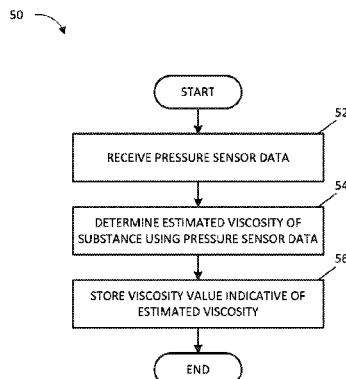 50
START
52
RECEIVE PRESSURE SENSOR DATA
54
DETERMINE ESTIMATED VISCOSITY OF
SUBSTANCE USING PRESSURE SENSOR DATA
56
STORE VISCOSITY VALUE INDICATIVE OF
ESTIMATED VISCOSITY
END